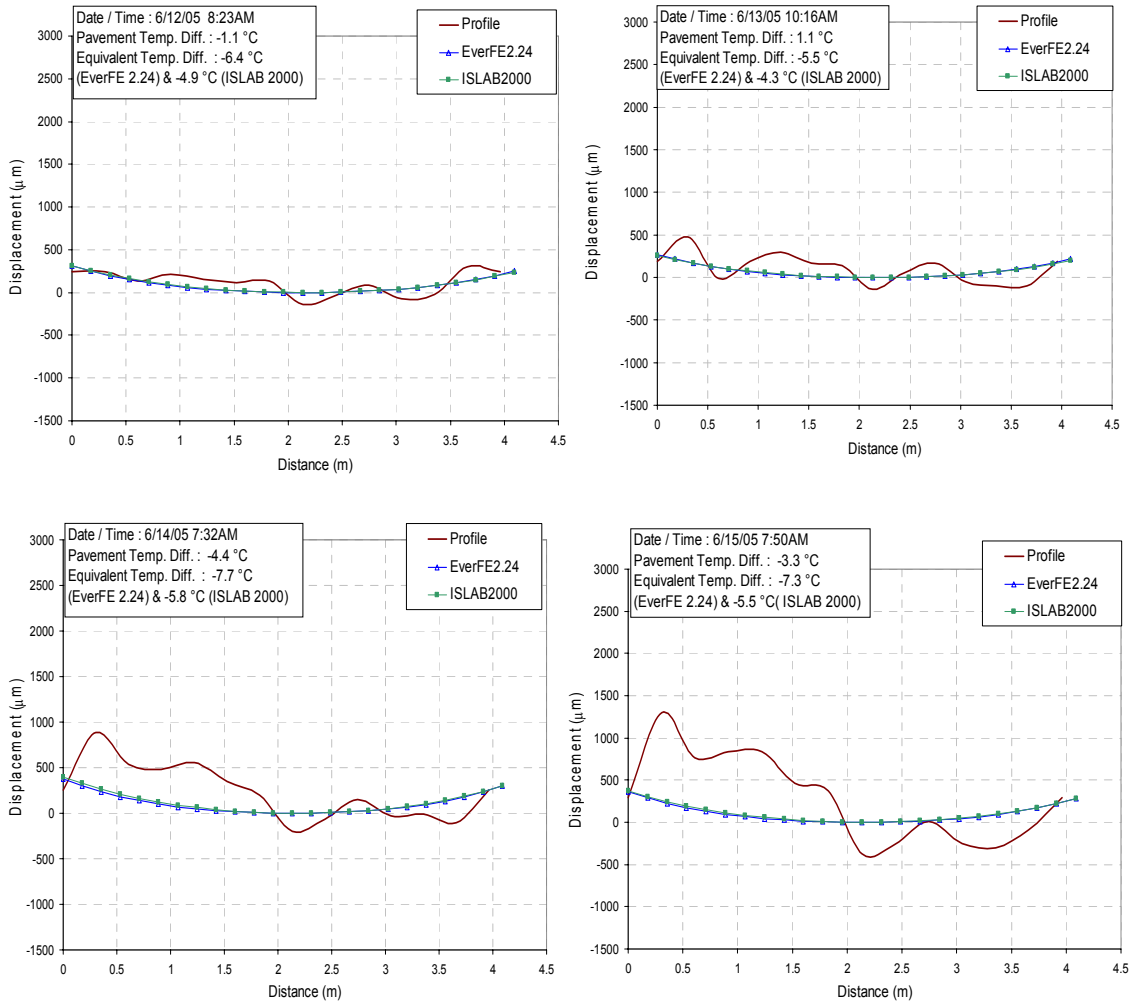 Date / Time : 6/12/05 8:23AM
Pavement Temp. Diff. : -1.1 °C
Equivalent Temp. Diff. : -6.4 °C
(EverFE 2.24) & -4.9 °C (ISLAB 2000)
Profile
EverFE2.24
ISLAB2000
3000
2500
2000
1500
1000
500
0
-500
-1000
-1500
Displacement (μm)
0 0.5 1 1.5 2 2.5 3 3.5 4 4.5
Distance (m)
Date / Time : 6/13/05 10:16AM
Pavement Temp. Diff. : 1.1 °C
Equivalent Temp. Diff. : -5.5 °C
(EverFE 2.24) & -4.3 °C (ISLAB 2000)
Profile
EverFE2.24
ISLAB2000
3000
2500
2000
1500
1000
500
0
-500
-1000
-1500
Displacement (μm)
0 0.5 1 1.5 2 2.5 3 3.5 4 4.5
Distance (m)
Date / Time : 6/14/05 7:32AM
Pavement Temp. Diff. : -4.4 °C
Equivalent Temp. Diff. : -7.7 °C
(EverFE 2.24) & -5.8 °C (ISLAB 2000)
Profile
EverFE2.24
ISLAB2000
3000
2500
2000
1500
1000
500
0
-500
-1000
-1500
Displacement (μm)
0 0.5 1 1.5 2 2.5 3 3.5 4 4.5
Distance (m)
Date / Time : 6/15/05 7:50AM
Pavement Temp. Diff. : -3.3 °C
Equivalent Temp. Diff. : -7.3 °C
(EverFE 2.24) & -5.5 °C( ISLAB 2000)
Profile
EverFE2.24
ISLAB2000
3000
2500
2000
1500
1000
500
0
-500
-1000
-1500
Displacement (μm)
0 0.5 1 1.5 2 2.5 3 3.5 4 4.5
Distance (m)